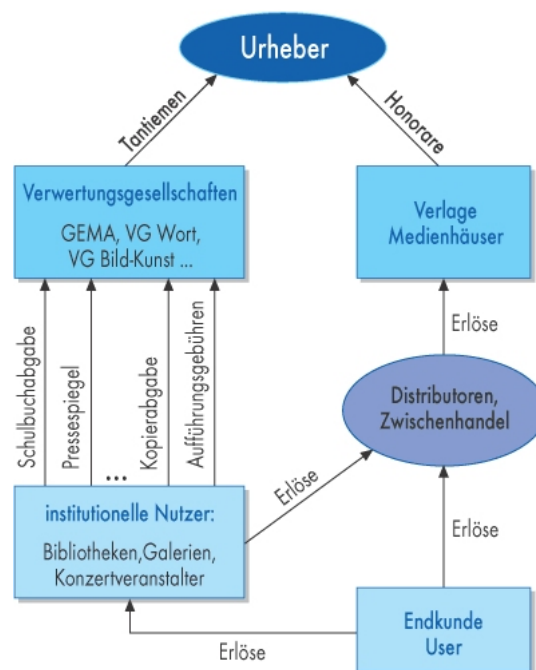 Urheber
Tantiemen
Honorare
Verwertungsgesellschaften
GEMA, VG Wort,
VG Bild-Kunst ...
Verlage
Medienhäuser
Erlöse
Schulbuchabgabe
Pressespiegel
...
Kopierabgabe
Aufführungsgebühren
Distributoren,
Zwischenhandel
Erlöse
institutionelle Nutzer:
Bibliotheken,Galerien,
Konzertveranstalter
Erlöse
Endkunde
User
Erlöse